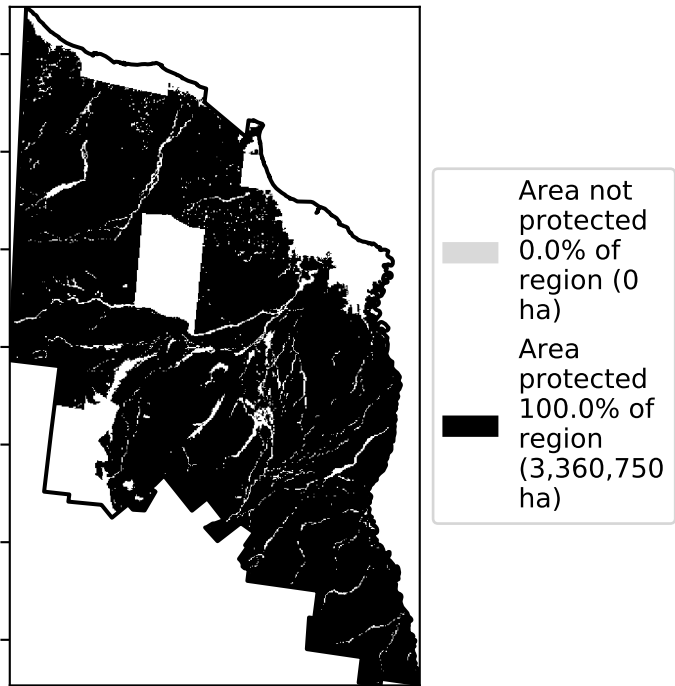 Area not
protected
0.0% of
region (0
ha)
Area
protected
100.0% of
region
(3,360,750
ha)